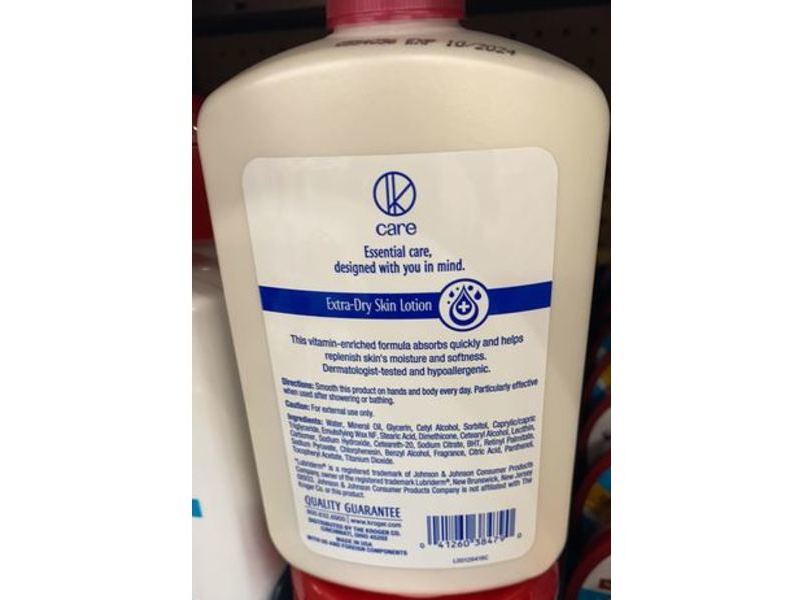 EXP 10/2024
care
Essential care,
designed with you in mind.
Extra-Dry Skin Lotion
This vitamin-enriched formula absorbs quickly and helps
replenish skin's moisture and softness.
Dermatologist-tested and hypoallergenic.
Directions: Smooth this product on hands and body every day. Particularly effective
when used after showering or bathing.
Caution: For external use only.
Ingredients: Water, Mineral Oil, Glycerin, Cetyl Alcohol, Sorbitol, Caprylic/capric
Triglyceride, Emulsifying Wax NF, Stearic Acid, Dimethicone, Cetearyl Alcohol, Lecithin,
Carbomer, Sodium Hydroxide, Ceteareth-20, Sodium Citrate, BHT, Retinyl Palmitate,
Sodium Pyruvate, Chlorphenesin, Benzyl Alcohol, Fragrance, Citric Acid, Panthenol,
Tocopheryl Acetate, Titanium Dioxide.
*Lubriderm® is a registered trademark of Johnson & Johnson Consumer Products
Company, owner of the registered trademark Lubriderm®, New Brunswick, New Jersey
08933. Johnson & Johnson Consumer Products Company is not affiliated with The
Kroger Co. or this product.
QUALITY GUARANTEE
800.632.6900 | www.kroger.com
DISTRIBUTED BY THE KROGER CO.
CINCINNATI, OHIO 45202
MADE IN USA
WITH US AND FOREIGN COMPONENTS
0 41260 38479 0